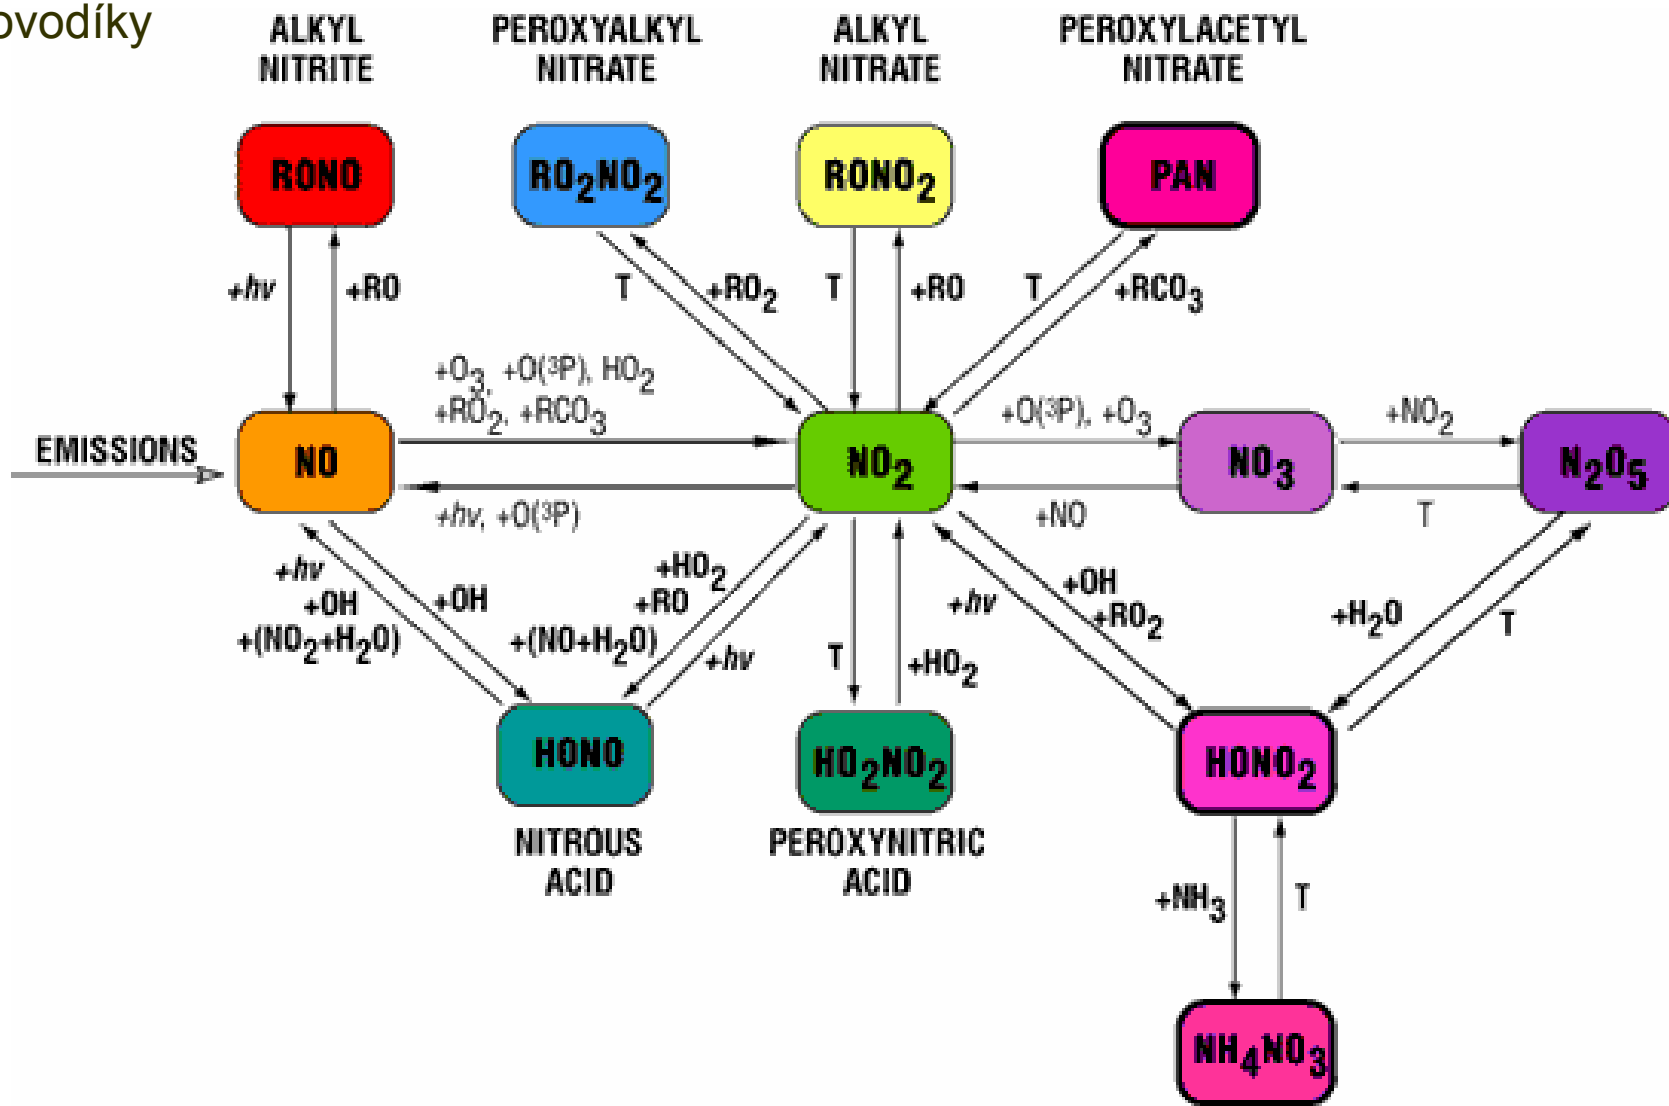 ovodíky
ALKYL
NITRITE
PEROXYALKYL
NITRATE
ALKYL
NITRATE
PEROXYLACETYL
NITRATE
RONO
RO₂NO₂
RONO₂
PAN
+hν
+RO
T
+RO₂
T
+RO
T
+RCO₃
+O₃, +O(³P), HO₂
+RO₂, +RCO₃
+O(³P), +O₃
+NO₂
EMISSIONS
NO
NO₂
NO₃
N₂O₅
+hν, +O(³P)
+NO
T
+hν
+OH
+(NO₂+H₂O)
+OH
+HO₂
+RO
+(NO+H₂O)
+hν
T
+HO₂
+hν
+OH
+RO₂
+H₂O
T
HONO
HO₂NO₂
HONO₂
NITROUS
ACID
PEROXYNITRIC
ACID
+NH₃
T
NH₄NO₃